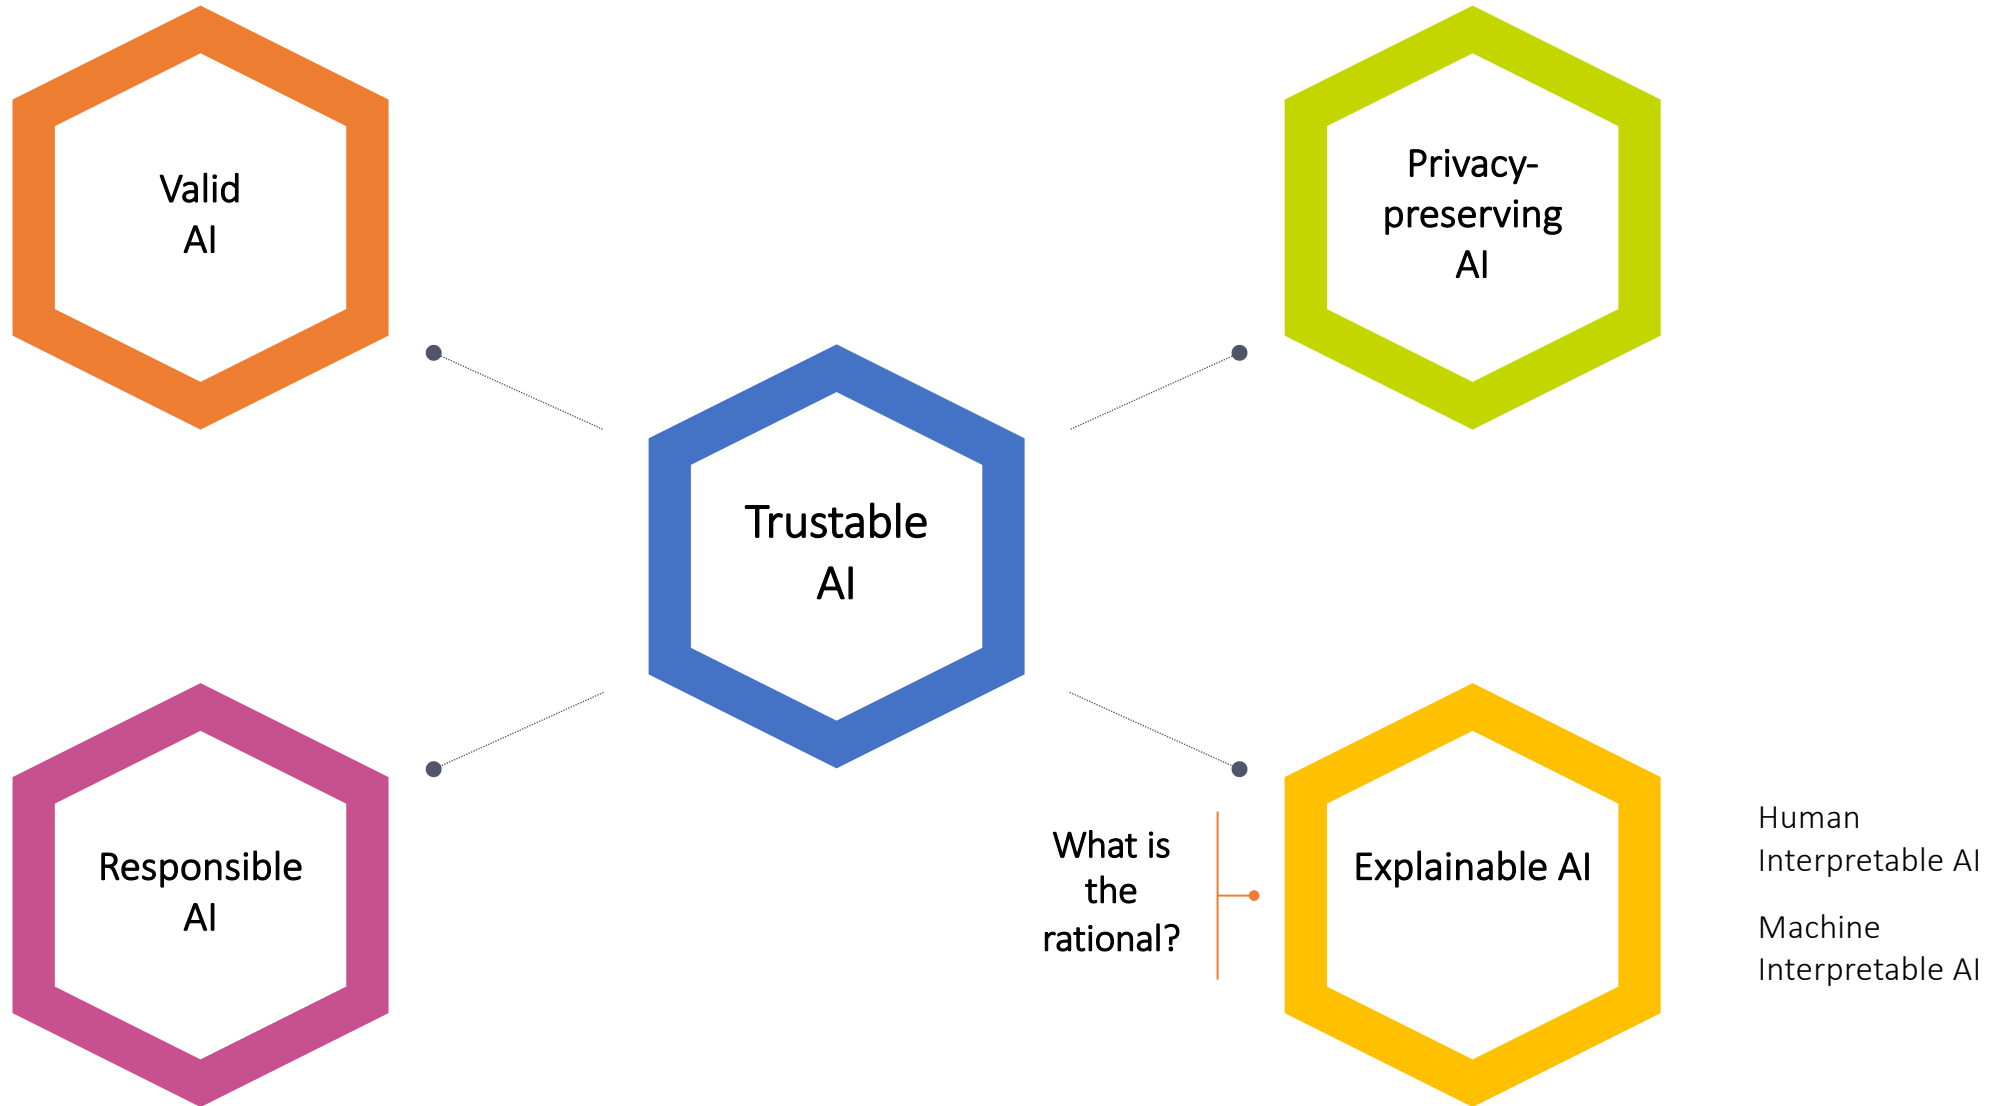 Valid
AI
Privacy-
preserving
AI
Trustable
AI
Responsible
AI
What is
the
rational?
Explainable AI
Human
Interpretable AI
Machine
Interpretable AI